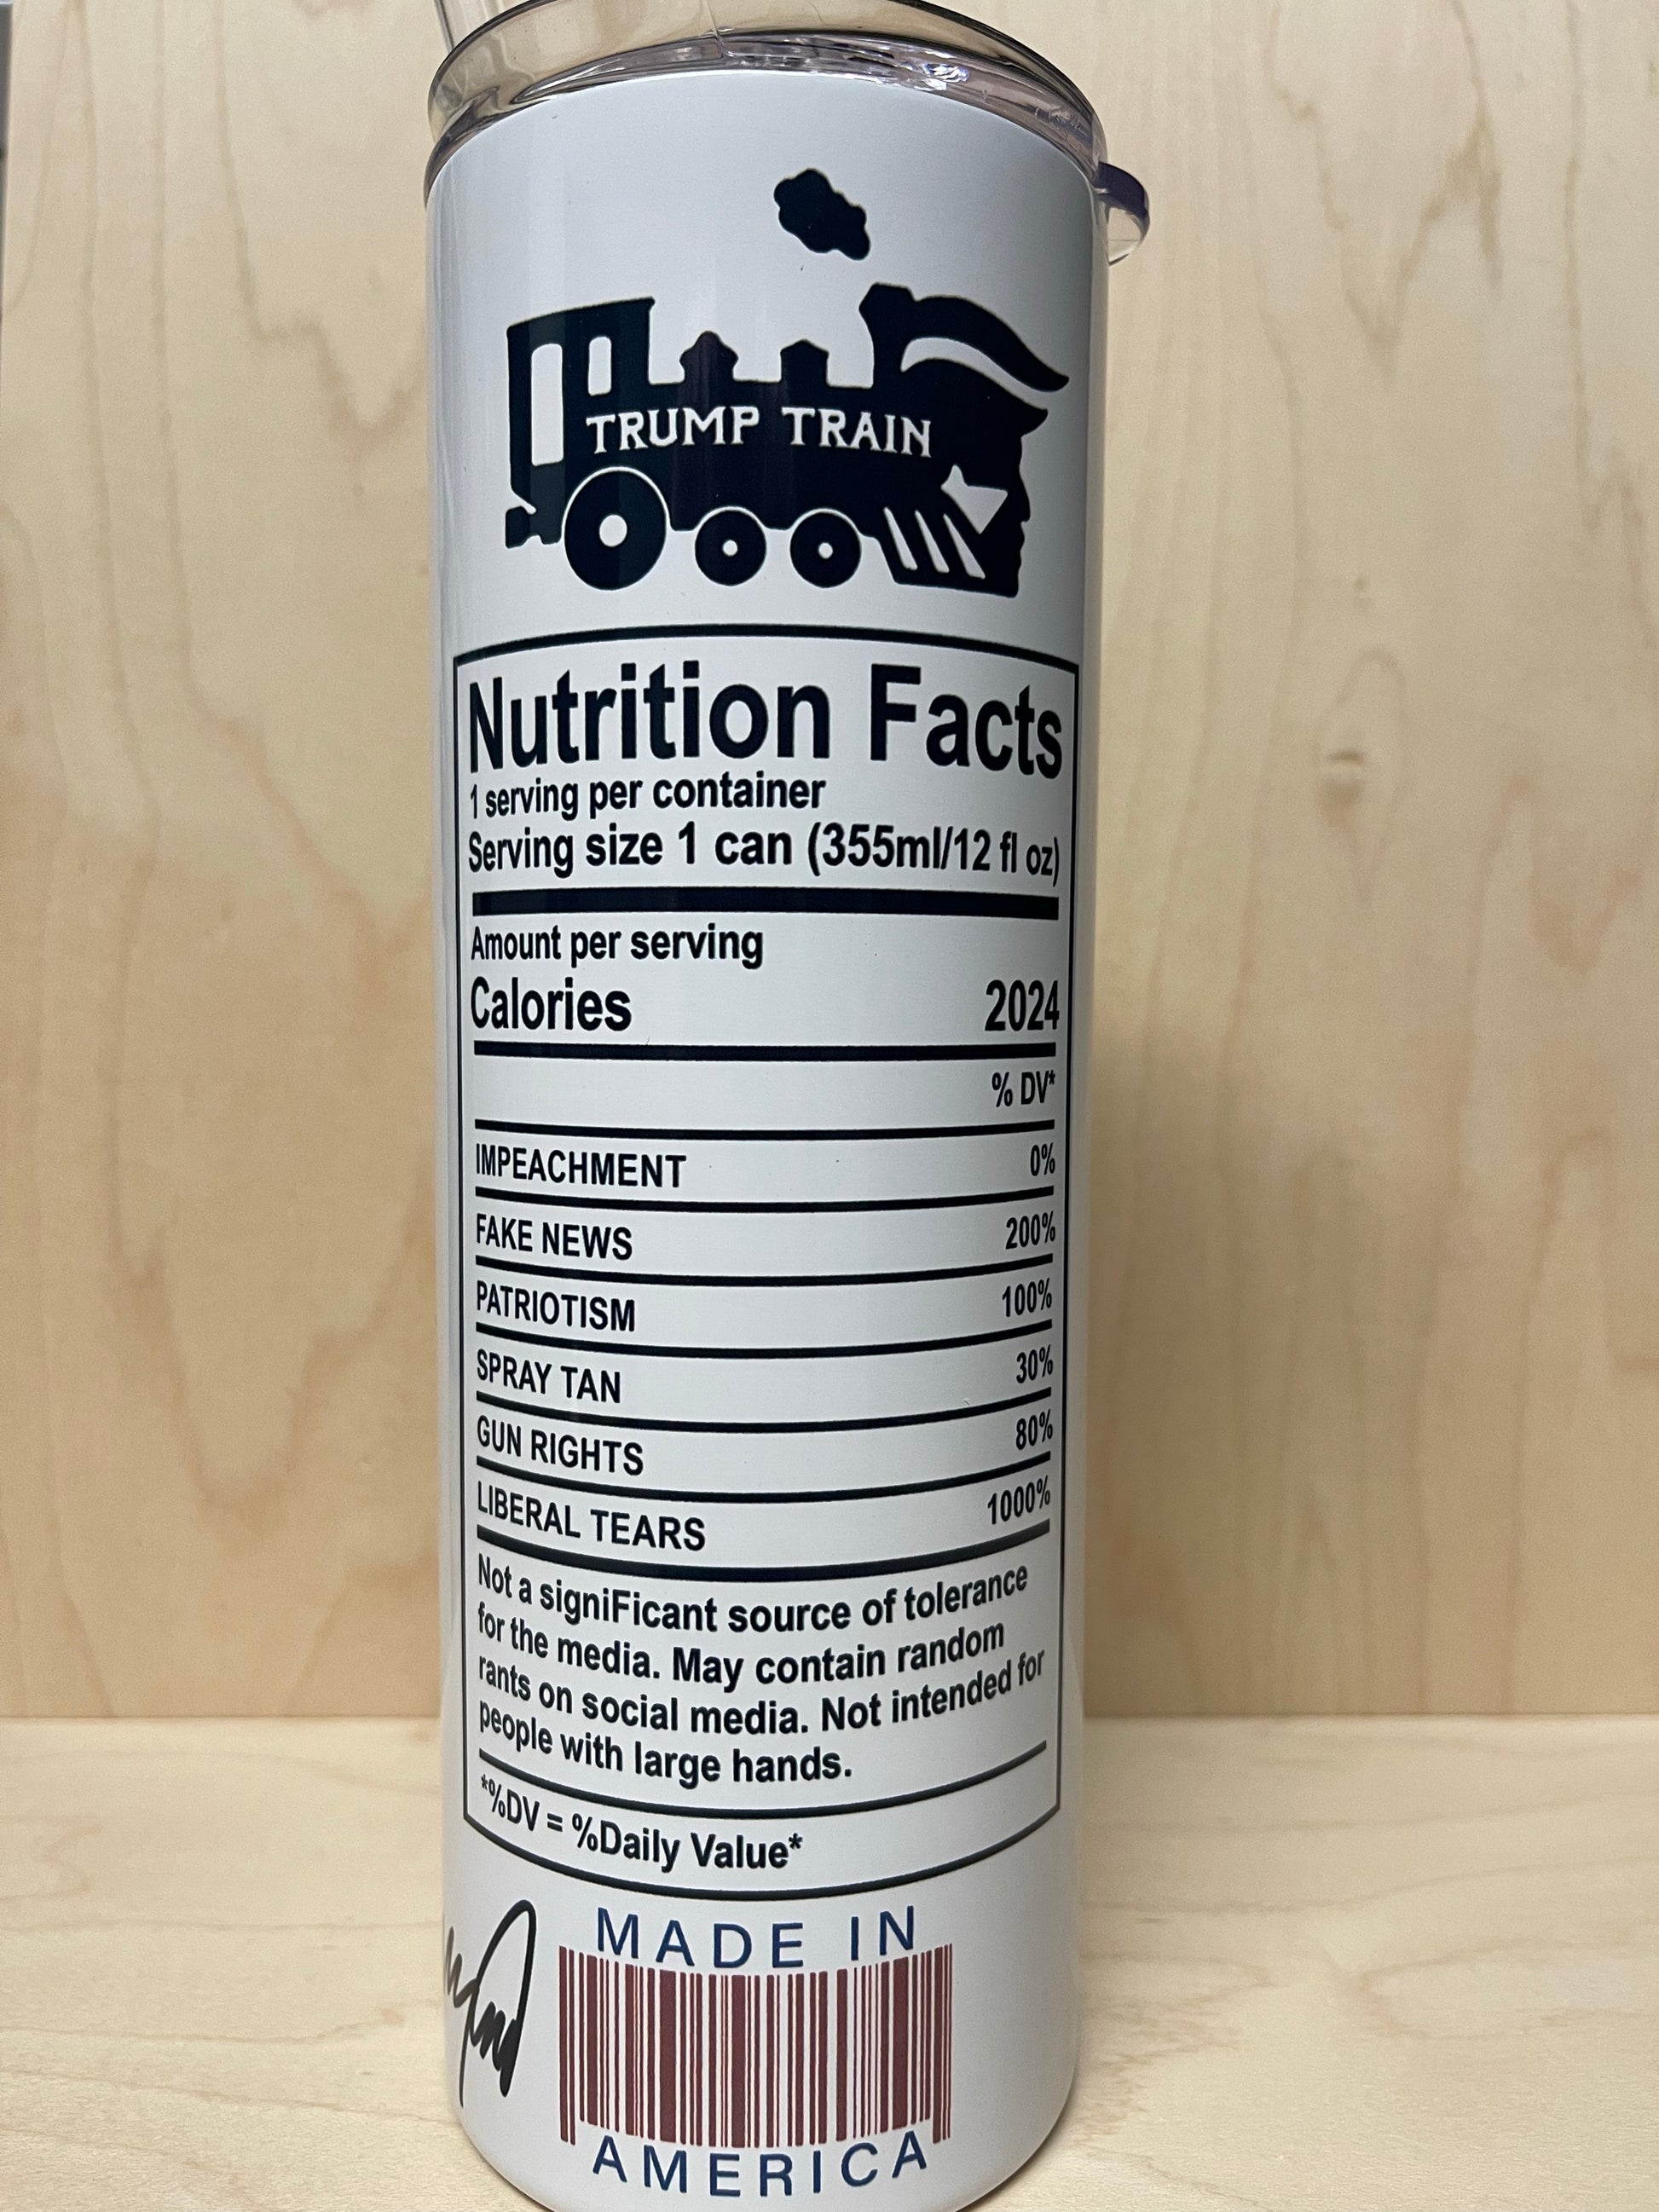 TRUMP TRAIN
Nutrition Facts
1 serving per container
Serving size 1 can (355ml/12 fl oz)
Amount per serving
Calories 2024
% DV*
IMPEACHMENT 0%
FAKE NEWS 200%
PATRIOTISM 100%
SPRAY TAN 30%
GUN RIGHTS 80%
LIBERAL TEARS 1000%
Not a signiFicant source of tolerance
for the media. May contain random
rants on social media. Not intended for
people with large hands.
*%DV = %Daily Value*
MADE IN
AMERICA